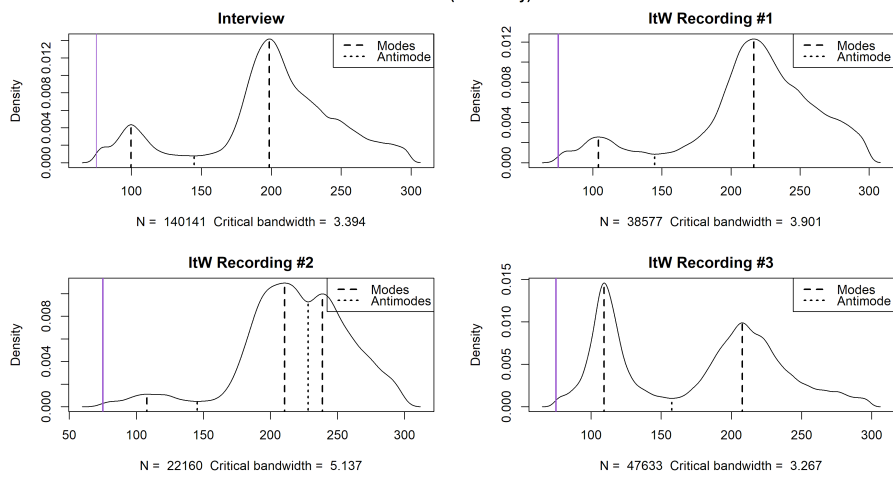 Interview
Density
0.000 0.004 0.008 0.012
Modes
Antimode
100 150 200 250 300
N = 140141 Critical bandwidth = 3.394
ItW Recording #1
Density
0.000 0.004 0.008 0.012
Modes
Antimode
100 150 200 250 300
N = 38577 Critical bandwidth = 3.901
ItW Recording #2
Density
0.000 0.004 0.008
Modes
Antimodes
50 100 150 200 250 300
N = 22160 Critical bandwidth = 5.137
ItW Recording #3
Density
0.000 0.005 0.010 0.015
Modes
Antimode
100 150 200 250 300
N = 47633 Critical bandwidth = 3.267